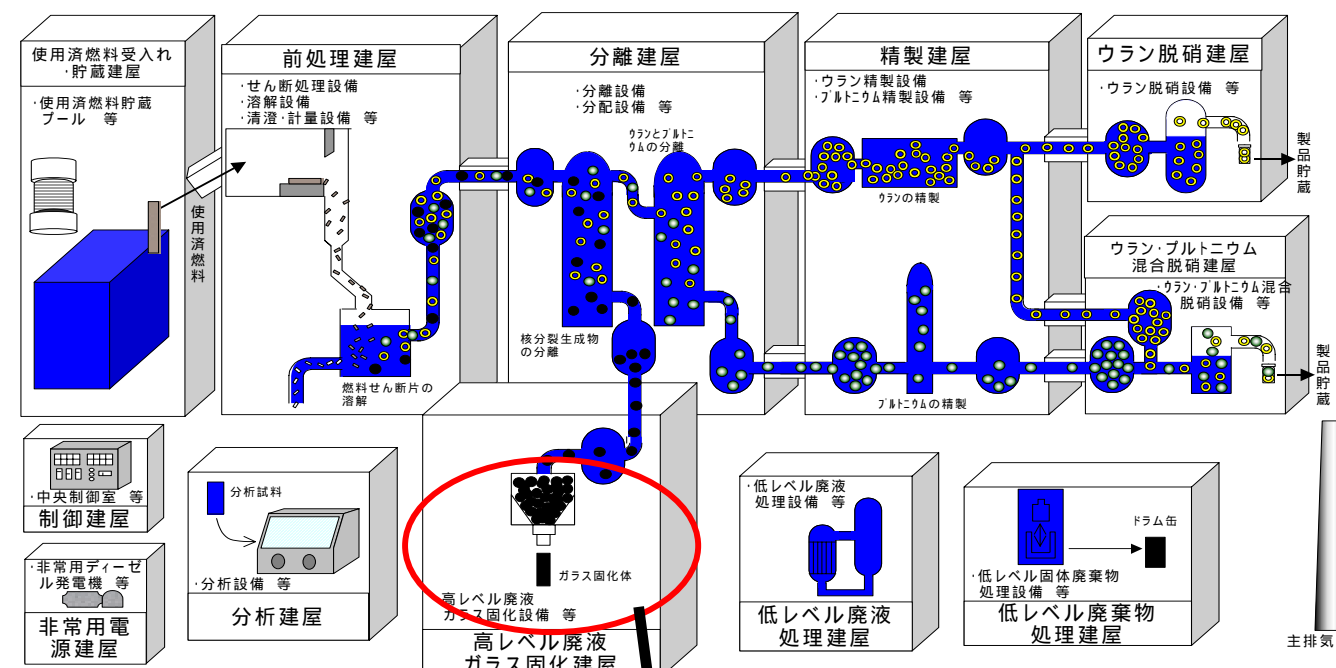 使用済燃料受入れ
・貯蔵建屋
・使用済燃料貯蔵
プール 等
使用済燃料
前処理建屋
・せん断処理設備
・溶解設備
・清澄・計量設備 等
燃料せん断片の
溶解
分離建屋
・分離設備
・分配設備 等
ウランとプルトニ
ウムの分離
核分裂生成物
の分離
精製建屋
・ウラン精製設備
・プルトニウム精製設備 等
ウランの精製
プルトニウムの精製
ウラン脱硝建屋
・ウラン脱硝設備 等
製品貯蔵
ウラン・プルトニウム
混合脱硝建屋
・ウラン・プルトニウム混合
脱硝設備 等
製品貯蔵
・中央制御室 等
制御建屋
・非常用ディーゼ
ル発電機 等
非常用電
源建屋
分析試料
・分析設備 等
分析建屋
ガラス固化体
高レベル廃液
ガラス固化設備 等
高レベル廃液
ガラス固化建屋
・低レベル廃液
処理設備 等
低レベル廃液
処理建屋
ドラム缶
・低レベル固体廃棄物
処理設備 等
低レベル廃棄物
処理建屋
主排気